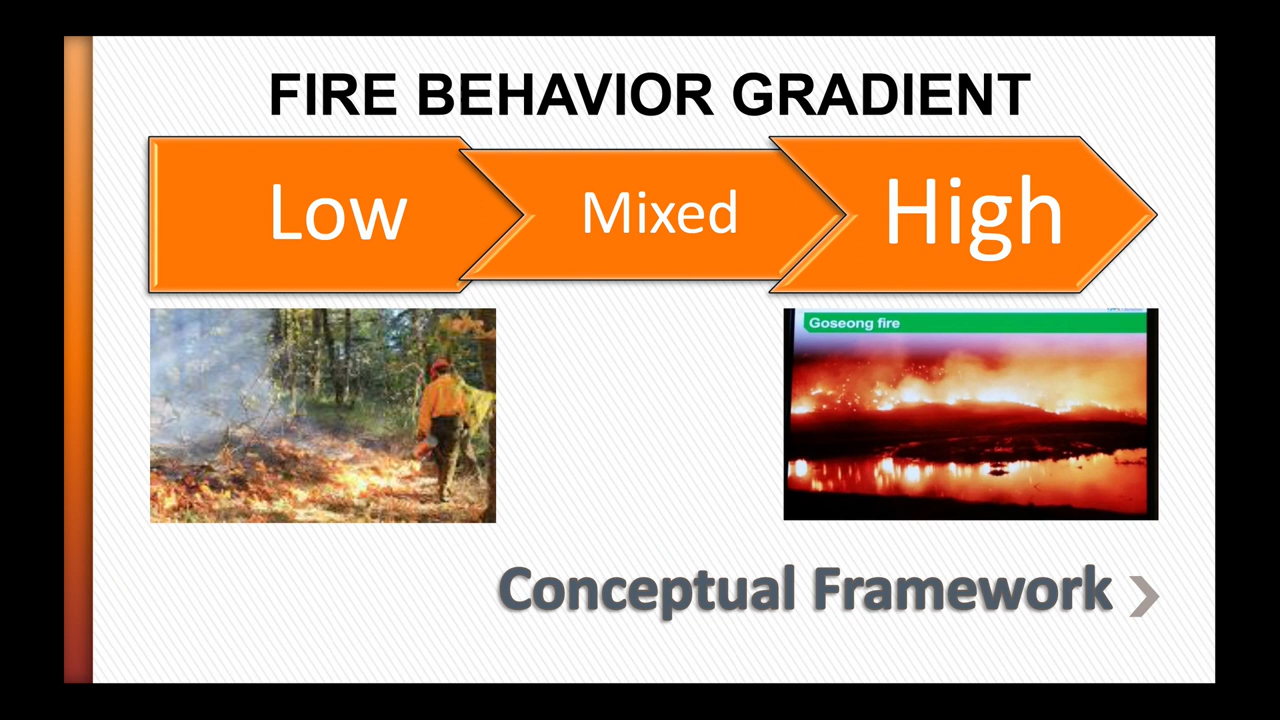 FIRE BEHAVIOR GRADIENT
Low
Mixed
High
Goseong fire
Conceptual Framework